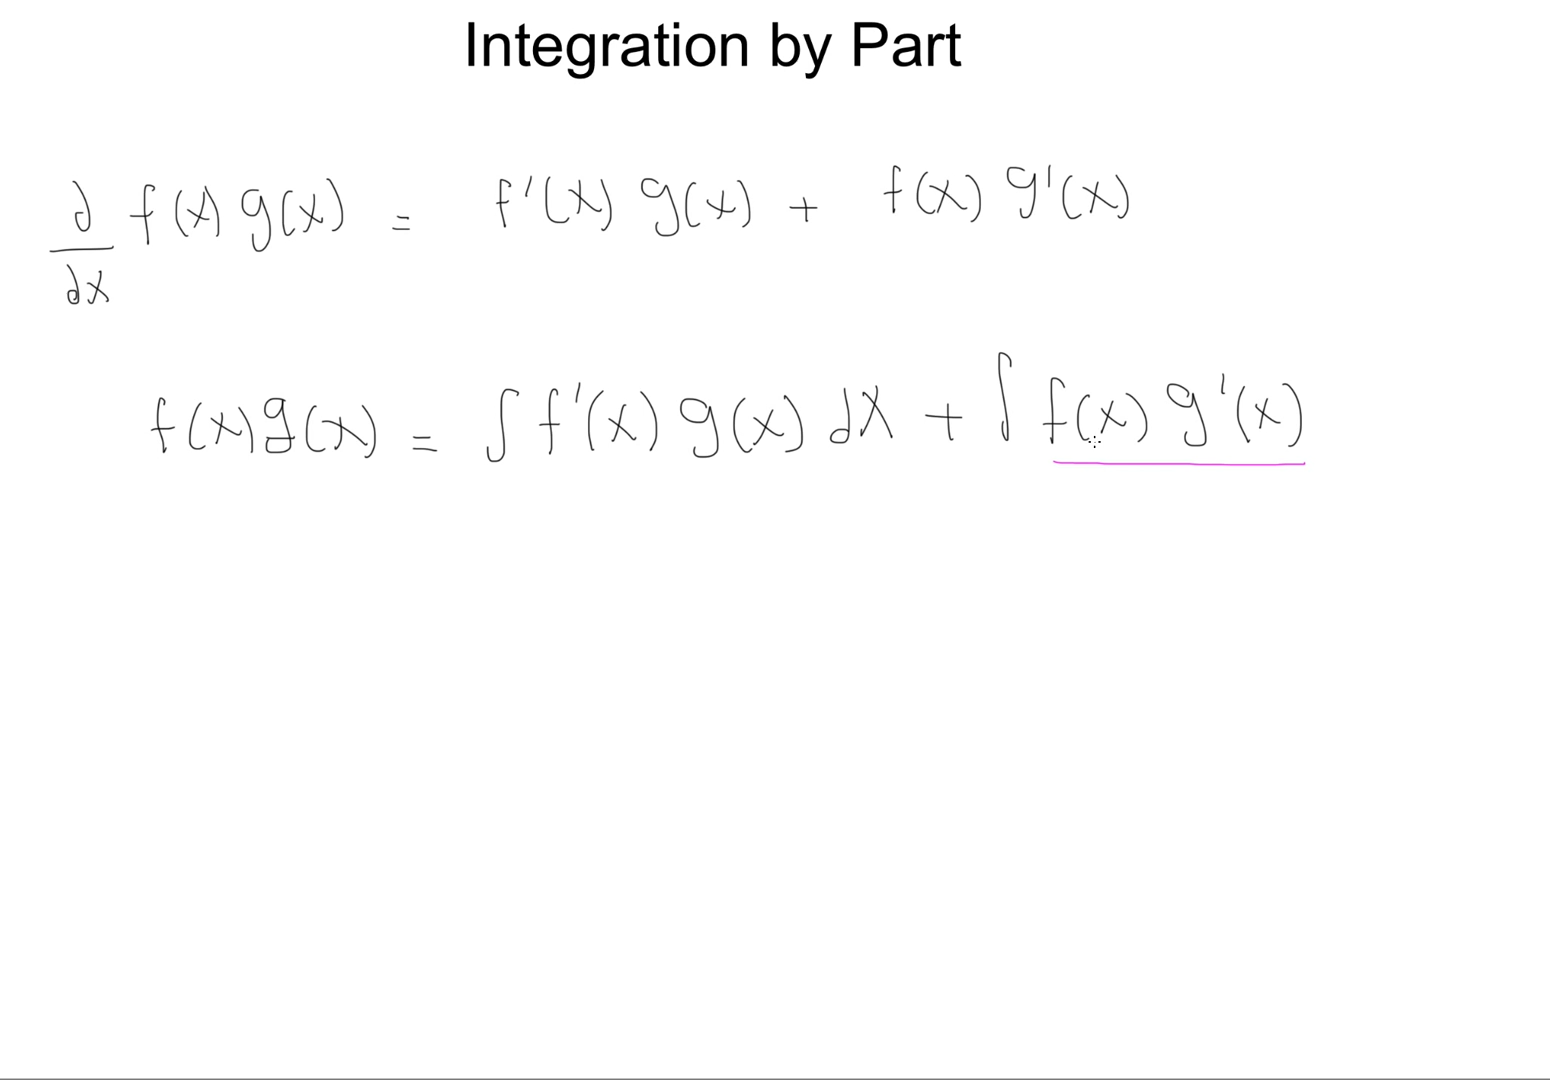 Integration by Part
∂/∂x f(x) g(x) = f'(x) g(x) + f(x) g'(x)
f(x)g(x) = ∫ f'(x) g(x) dx + ∫ f(x) g'(x)